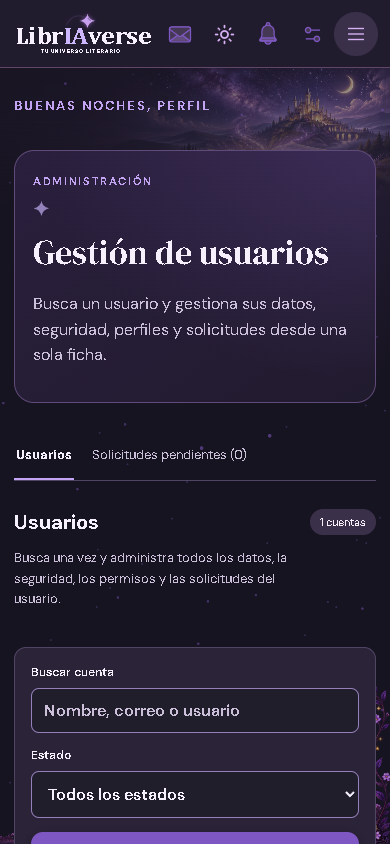 LibrIAverse
TU UNIVERSO LITERARIO
BUENAS NOCHES, PERFIL
ADMINISTRACIÓN
Gestión de usuarios
Busca un usuario y gestiona sus datos,
seguridad, perfiles y solicitudes desde una
sola ficha.
Usuarios
Solicitudes pendientes (0)
Usuarios
1 cuentas
Busca una vez y administra todos los datos, la
seguridad, los permisos y las solicitudes del
usuario.
Buscar cuenta
Nombre, correo o usuario
Estado
Todos los estados